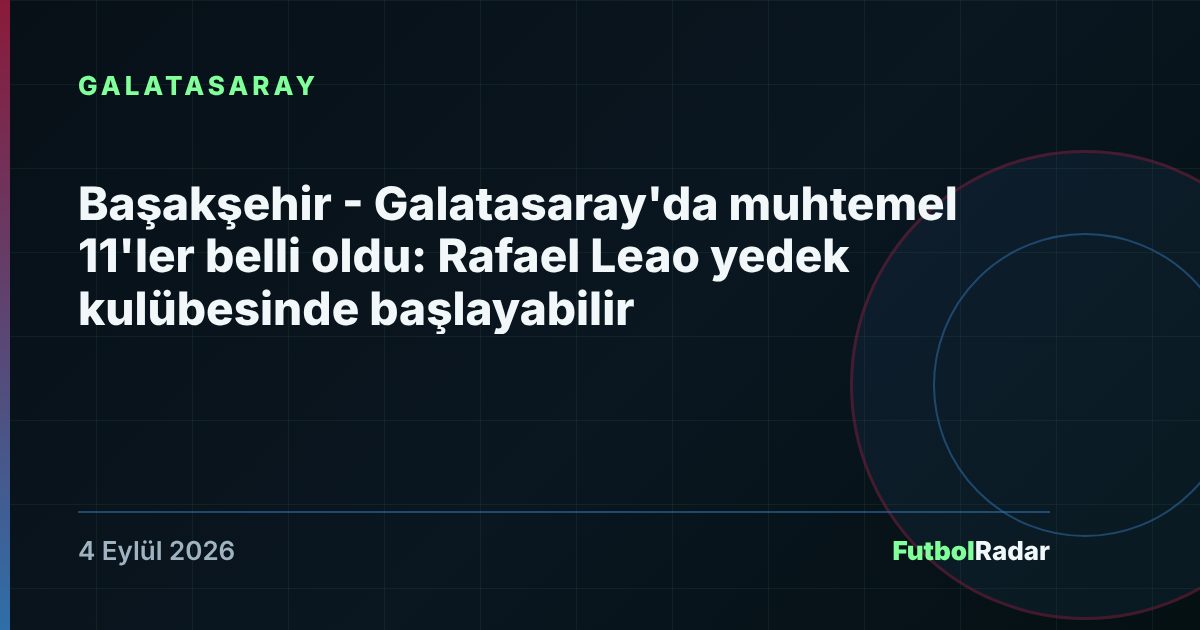 GALATASARAY
Başakşehir - Galatasaray'da muhtemel
11'ler belli oldu: Rafael Leao yedek
kulübesinde başlayabilir
4 Eylül 2026
FutbolRadar